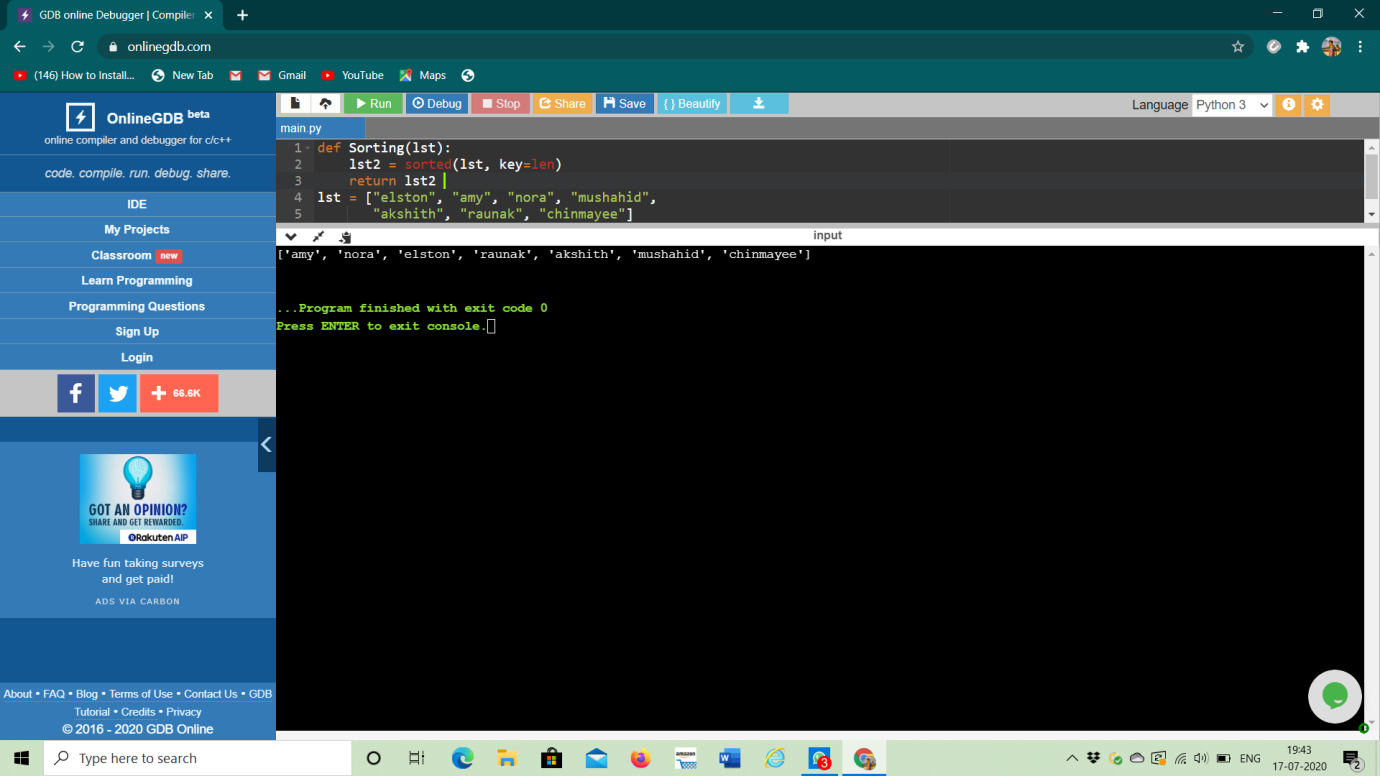 GDB online Debugger | Compiler
onlinegdb.com
(146) How to Install... New Tab Gmail YouTube Maps
OnlineGDB beta
online compiler and debugger for c/c++
code. compile. run. debug. share.
IDE
My Projects
Classroom new
Learn Programming
Programming Questions
Sign Up
Login
66.6K
GOT AN OPINION?
SHARE AND GET REWARDED.
Rakuten AIP
Have fun taking surveys
and get paid!
ADS VIA CARBON
About • FAQ • Blog • Terms of Use • Contact Us • GDB
Tutorial • Credits • Privacy
© 2016 - 2020 GDB Online
Run Debug Stop Share Save { } Beautify Language Python 3
main.py
1 def Sorting(lst):
2 lst2 = sorted(lst, key=len)
3 return lst2
4 lst = ["elston", "amy", "nora", "mushahid",
5 "akshith", "raunak", "chinmayee"]
input
['amy', 'nora', 'elston', 'raunak', 'akshith', 'mushahid', 'chinmayee']
...Program finished with exit code 0
Press ENTER to exit console.
Type here to search
amazon
3
ENG
19:43
17-07-2020
2